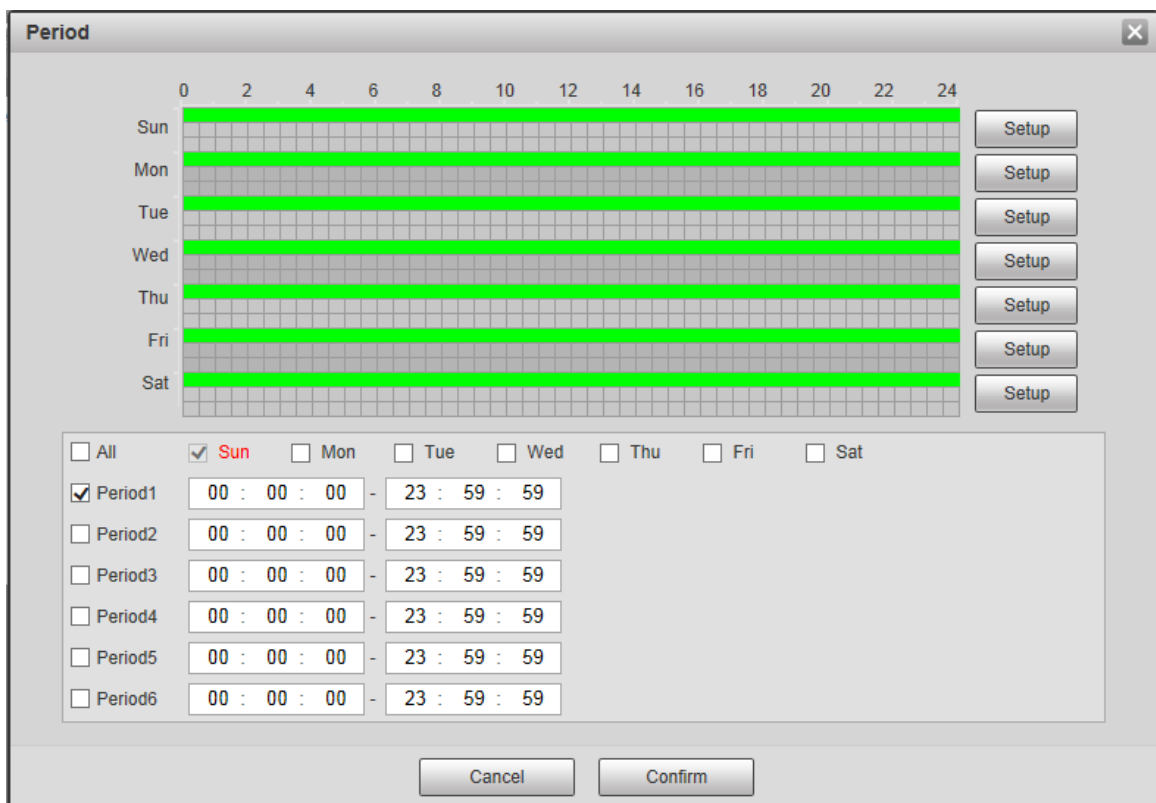 Period
0 2 4 6 8 10 12 14 16 18 20 22 24
Sun Setup
Mon Setup
Tue Setup
Wed Setup
Thu Setup
Fri Setup
Sat Setup
All Sun Mon Tue Wed Thu Fri Sat
Period1 00 : 00 : 00 - 23 : 59 : 59
Period2 00 : 00 : 00 - 23 : 59 : 59
Period3 00 : 00 : 00 - 23 : 59 : 59
Period4 00 : 00 : 00 - 23 : 59 : 59
Period5 00 : 00 : 00 - 23 : 59 : 59
Period6 00 : 00 : 00 - 23 : 59 : 59
Cancel Confirm